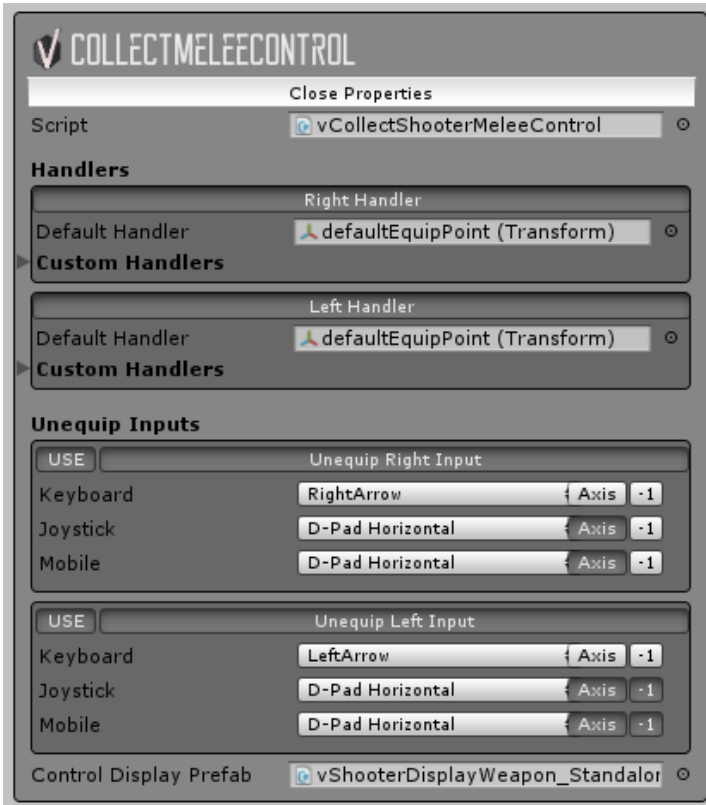 COLLECTMELEECONTROL
Close Properties
Script vCollectShooterMeleeControl
Handlers
Right Handler
Default Handler defaultEquipPoint (Transform)
Custom Handlers
Left Handler
Default Handler defaultEquipPoint (Transform)
Custom Handlers
Unequip Inputs
USE Unequip Right Input
Keyboard RightArrow Axis -1
Joystick D-Pad Horizontal Axis -1
Mobile D-Pad Horizontal Axis -1
USE Unequip Left Input
Keyboard LeftArrow Axis -1
Joystick D-Pad Horizontal Axis -1
Mobile D-Pad Horizontal Axis -1
Control Display Prefab vShooterDisplayWeapon_Standalor